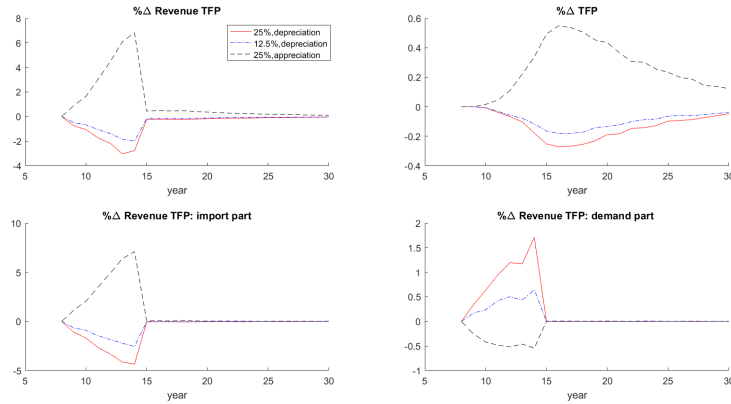 %Δ Revenue TFP
8
6
4
2
0
-2
-4
5 10 15 20 25 30
year
25%,depreciation
12.5%,depreciation
25%,appreciation
%Δ TFP
0.6
0.4
0.2
0
-0.2
-0.4
5 10 15 20 25 30
year
%Δ Revenue TFP: import part
10
5
0
-5
5 10 15 20 25 30
year
%Δ Revenue TFP: demand part
2
1.5
1
0.5
0
-0.5
-1
5 10 15 20 25 30
year